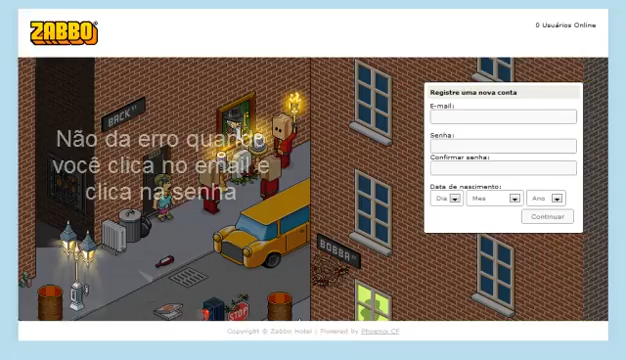 ZABBO
0 Usuários Online
Registre uma nova conta
E-mail:
BACK ST
Não da erro quando
você clica no email e
clica na senha
Senha:
Confirmar senha:
Data de nascimento:
Dia Mes Ano
Continuar
BOBBA ST
STOP
Copyright © Zabbo Hotel | Powered by Phoenix CF